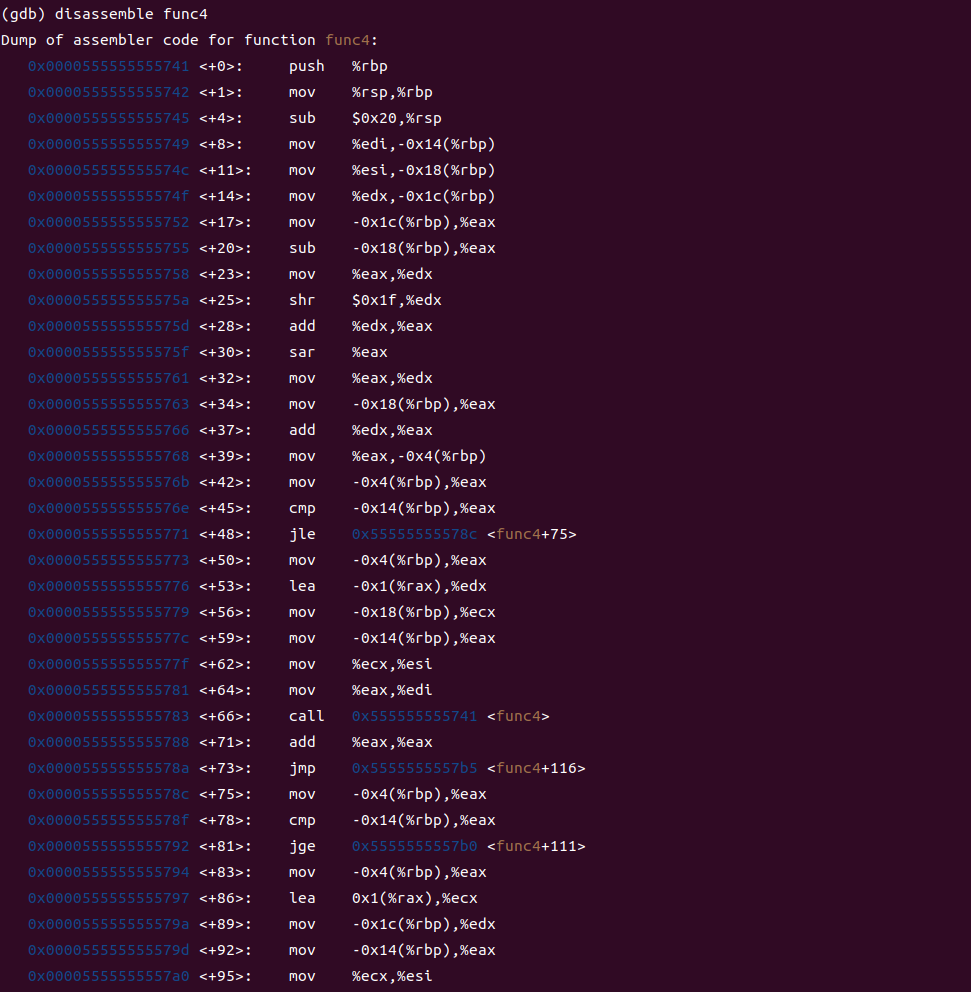 (gdb) disassemble func4
Dump of assembler code for function func4:
   0x0000555555555741 <+0>:     push   %rbp
   0x0000555555555742 <+1>:     mov    %rsp,%rbp
   0x0000555555555745 <+4>:     sub    $0x20,%rsp
   0x0000555555555749 <+8>:     mov    %edi,-0x14(%rbp)
   0x000055555555574c <+11>:    mov    %esi,-0x18(%rbp)
   0x000055555555574f <+14>:    mov    %edx,-0x1c(%rbp)
   0x0000555555555752 <+17>:    mov    -0x1c(%rbp),%eax
   0x0000555555555755 <+20>:    sub    -0x18(%rbp),%eax
   0x0000555555555758 <+23>:    mov    %eax,%edx
   0x000055555555575a <+25>:    shr    $0x1f,%edx
   0x000055555555575d <+28>:    add    %edx,%eax
   0x000055555555575f <+30>:    sar    %eax
   0x0000555555555761 <+32>:    mov    %eax,%edx
   0x0000555555555763 <+34>:    mov    -0x18(%rbp),%eax
   0x0000555555555766 <+37>:    add    %edx,%eax
   0x0000555555555768 <+39>:    mov    %eax,-0x4(%rbp)
   0x000055555555576b <+42>:    mov    -0x4(%rbp),%eax
   0x000055555555576e <+45>:    cmp    -0x14(%rbp),%eax
   0x0000555555555771 <+48>:    jle    0x55555555578c <func4+75>
   0x0000555555555773 <+50>:    mov    -0x4(%rbp),%eax
   0x0000555555555776 <+53>:    lea    -0x1(%rax),%edx
   0x0000555555555779 <+56>:    mov    -0x18(%rbp),%ecx
   0x000055555555577c <+59>:    mov    -0x14(%rbp),%eax
   0x000055555555577f <+62>:    mov    %ecx,%esi
   0x0000555555555781 <+64>:    mov    %eax,%edi
   0x0000555555555783 <+66>:    call   0x555555555741 <func4>
   0x0000555555555788 <+71>:    add    %eax,%eax
   0x000055555555578a <+73>:    jmp    0x5555555557b5 <func4+116>
   0x000055555555578c <+75>:    mov    -0x4(%rbp),%eax
   0x000055555555578f <+78>:    cmp    -0x14(%rbp),%eax
   0x0000555555555792 <+81>:    jge    0x5555555557b0 <func4+111>
   0x0000555555555794 <+83>:    mov    -0x4(%rbp),%eax
   0x0000555555555797 <+86>:    lea    0x1(%rax),%ecx
   0x000055555555579a <+89>:    mov    -0x1c(%rbp),%edx
   0x000055555555579d <+92>:    mov    -0x14(%rbp),%eax
   0x00005555555557a0 <+95>:    mov    %ecx,%esi